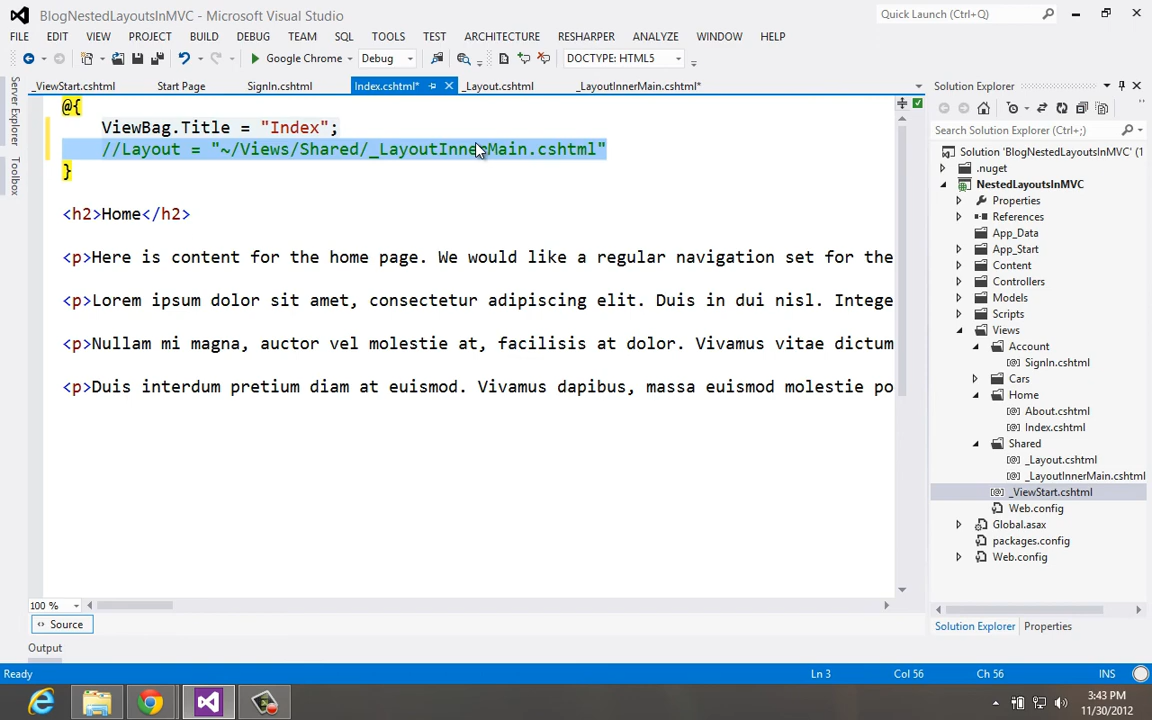 BlogNestedLayoutsInMVC - Microsoft Visual Studio
Quick Launch (Ctrl+Q)
FILE EDIT VIEW PROJECT BUILD DEBUG TEAM SQL TOOLS TEST ARCHITECTURE RESHARPER ANALYZE WINDOW HELP
Google Chrome Debug DOCTYPE: HTML5
_ViewStart.cshtml Start Page SignIn.cshtml Index.cshtml* _Layout.cshtml _LayoutInnerMain.cshtml*
Server Explorer
Toolbox
@{
ViewBag.Title = "Index";
//Layout = "~/Views/Shared/_LayoutInnerMain.cshtml"
}
<h2>Home</h2>
<p>Here is content for the home page. We would like a regular navigation set for the
<p>Lorem ipsum dolor sit amet, consectetur adipiscing elit. Duis in dui nisl. Intege
<p>Nullam mi magna, auctor vel molestie at, facilisis at dolor. Vivamus vitae dictum
<p>Duis interdum pretium diam at euismod. Vivamus dapibus, massa euismod molestie po
100 %
Source
Output
Solution Explorer
Search Solution Explorer (Ctrl+;)
Solution 'BlogNestedLayoutsInMVC' (1
.nuget
NestedLayoutsInMVC
Properties
References
App_Data
App_Start
Content
Controllers
Models
Scripts
Views
Account
SignIn.cshtml
Cars
Home
About.cshtml
Index.cshtml
Shared
_Layout.cshtml
_LayoutInnerMain.cshtml
_ViewStart.cshtml
Web.config
Global.asax
packages.config
Web.config
Solution Explorer Properties
Ready Ln 3 Col 56 Ch 56 INS
3:43 PM
11/30/2012